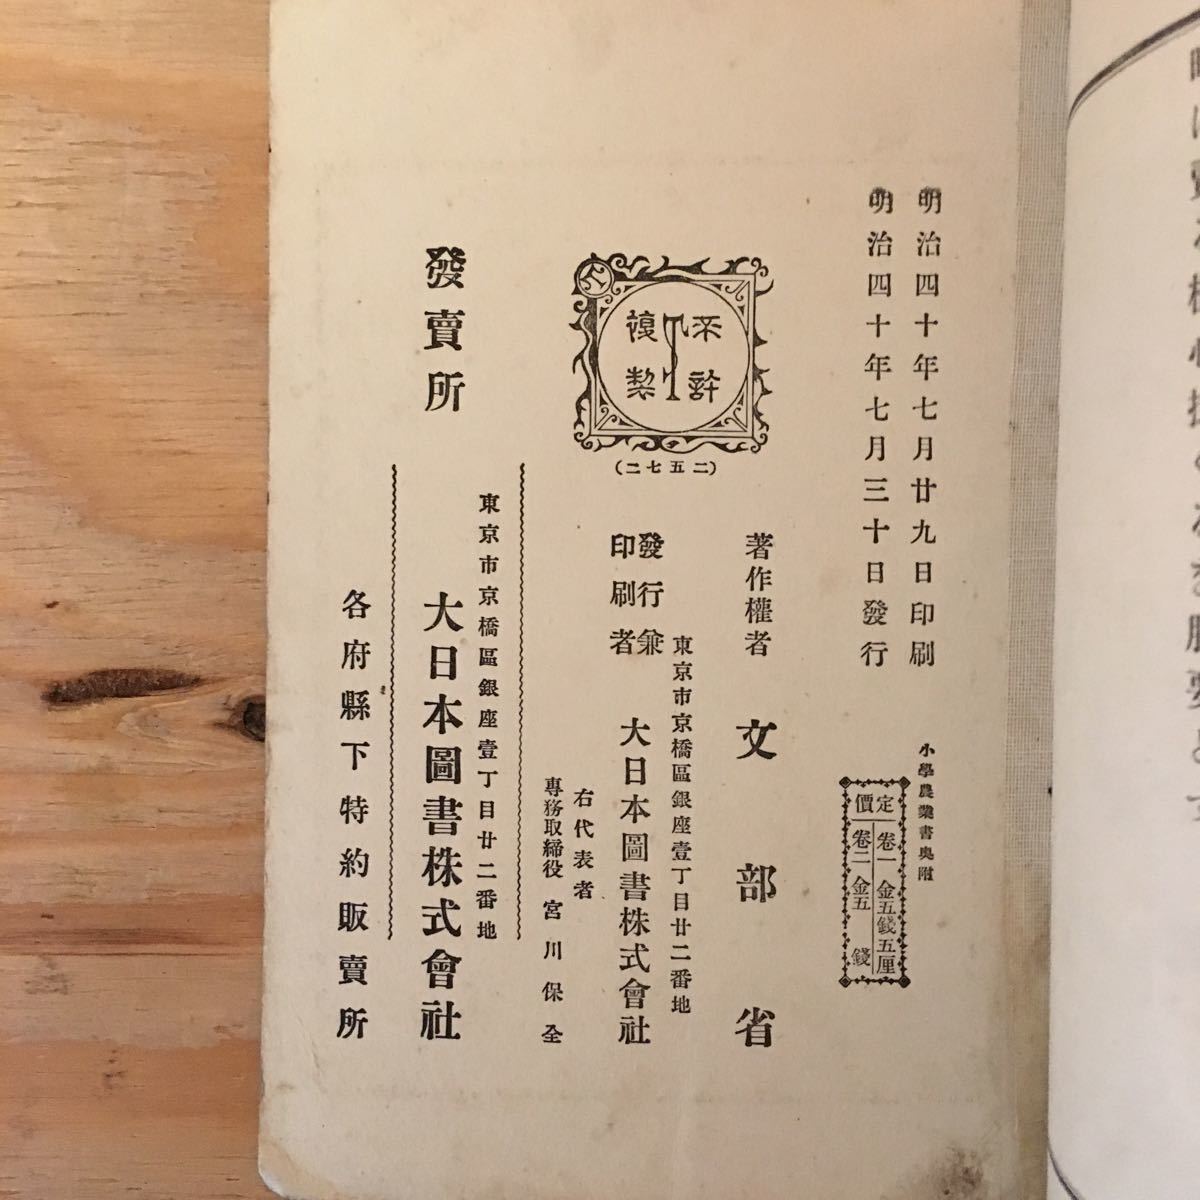 明治四十年七月廿九日印刷
明治四十年七月三十日發行
小學農業書奥附
定價
卷一 金五錢五厘
卷二 金五錢
不許
複製
(二五七二)
著作權者
文部省
發行兼
印刷者
東京市京橋區銀座壹丁目廿二番地
大日本圖書株式會社
右代表者
專務取締役 宮川保全
發賣所
東京市京橋區銀座壹丁目廿二番地
大日本圖書株式會社
各府縣下特約販賣所